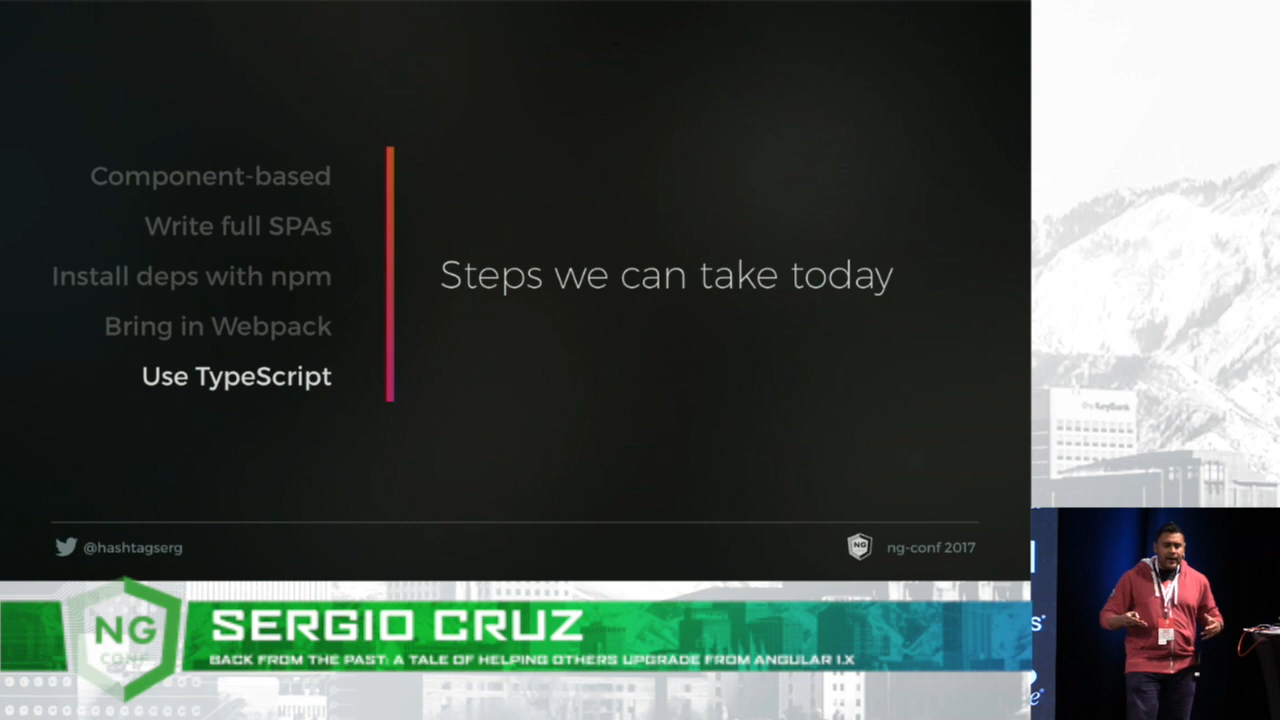 Component-based
Write full SPAs
Install deps with npm
Bring in Webpack
Use TypeScript
Steps we can take today
@hashtagserg
NG
ng-conf 2017
KeyBank
NG
CONF
SERGIO CRUZ
BACK FROM THE PAST: A TALE OF HELPING OTHERS UPGRADE FROM ANGULAR 1.X